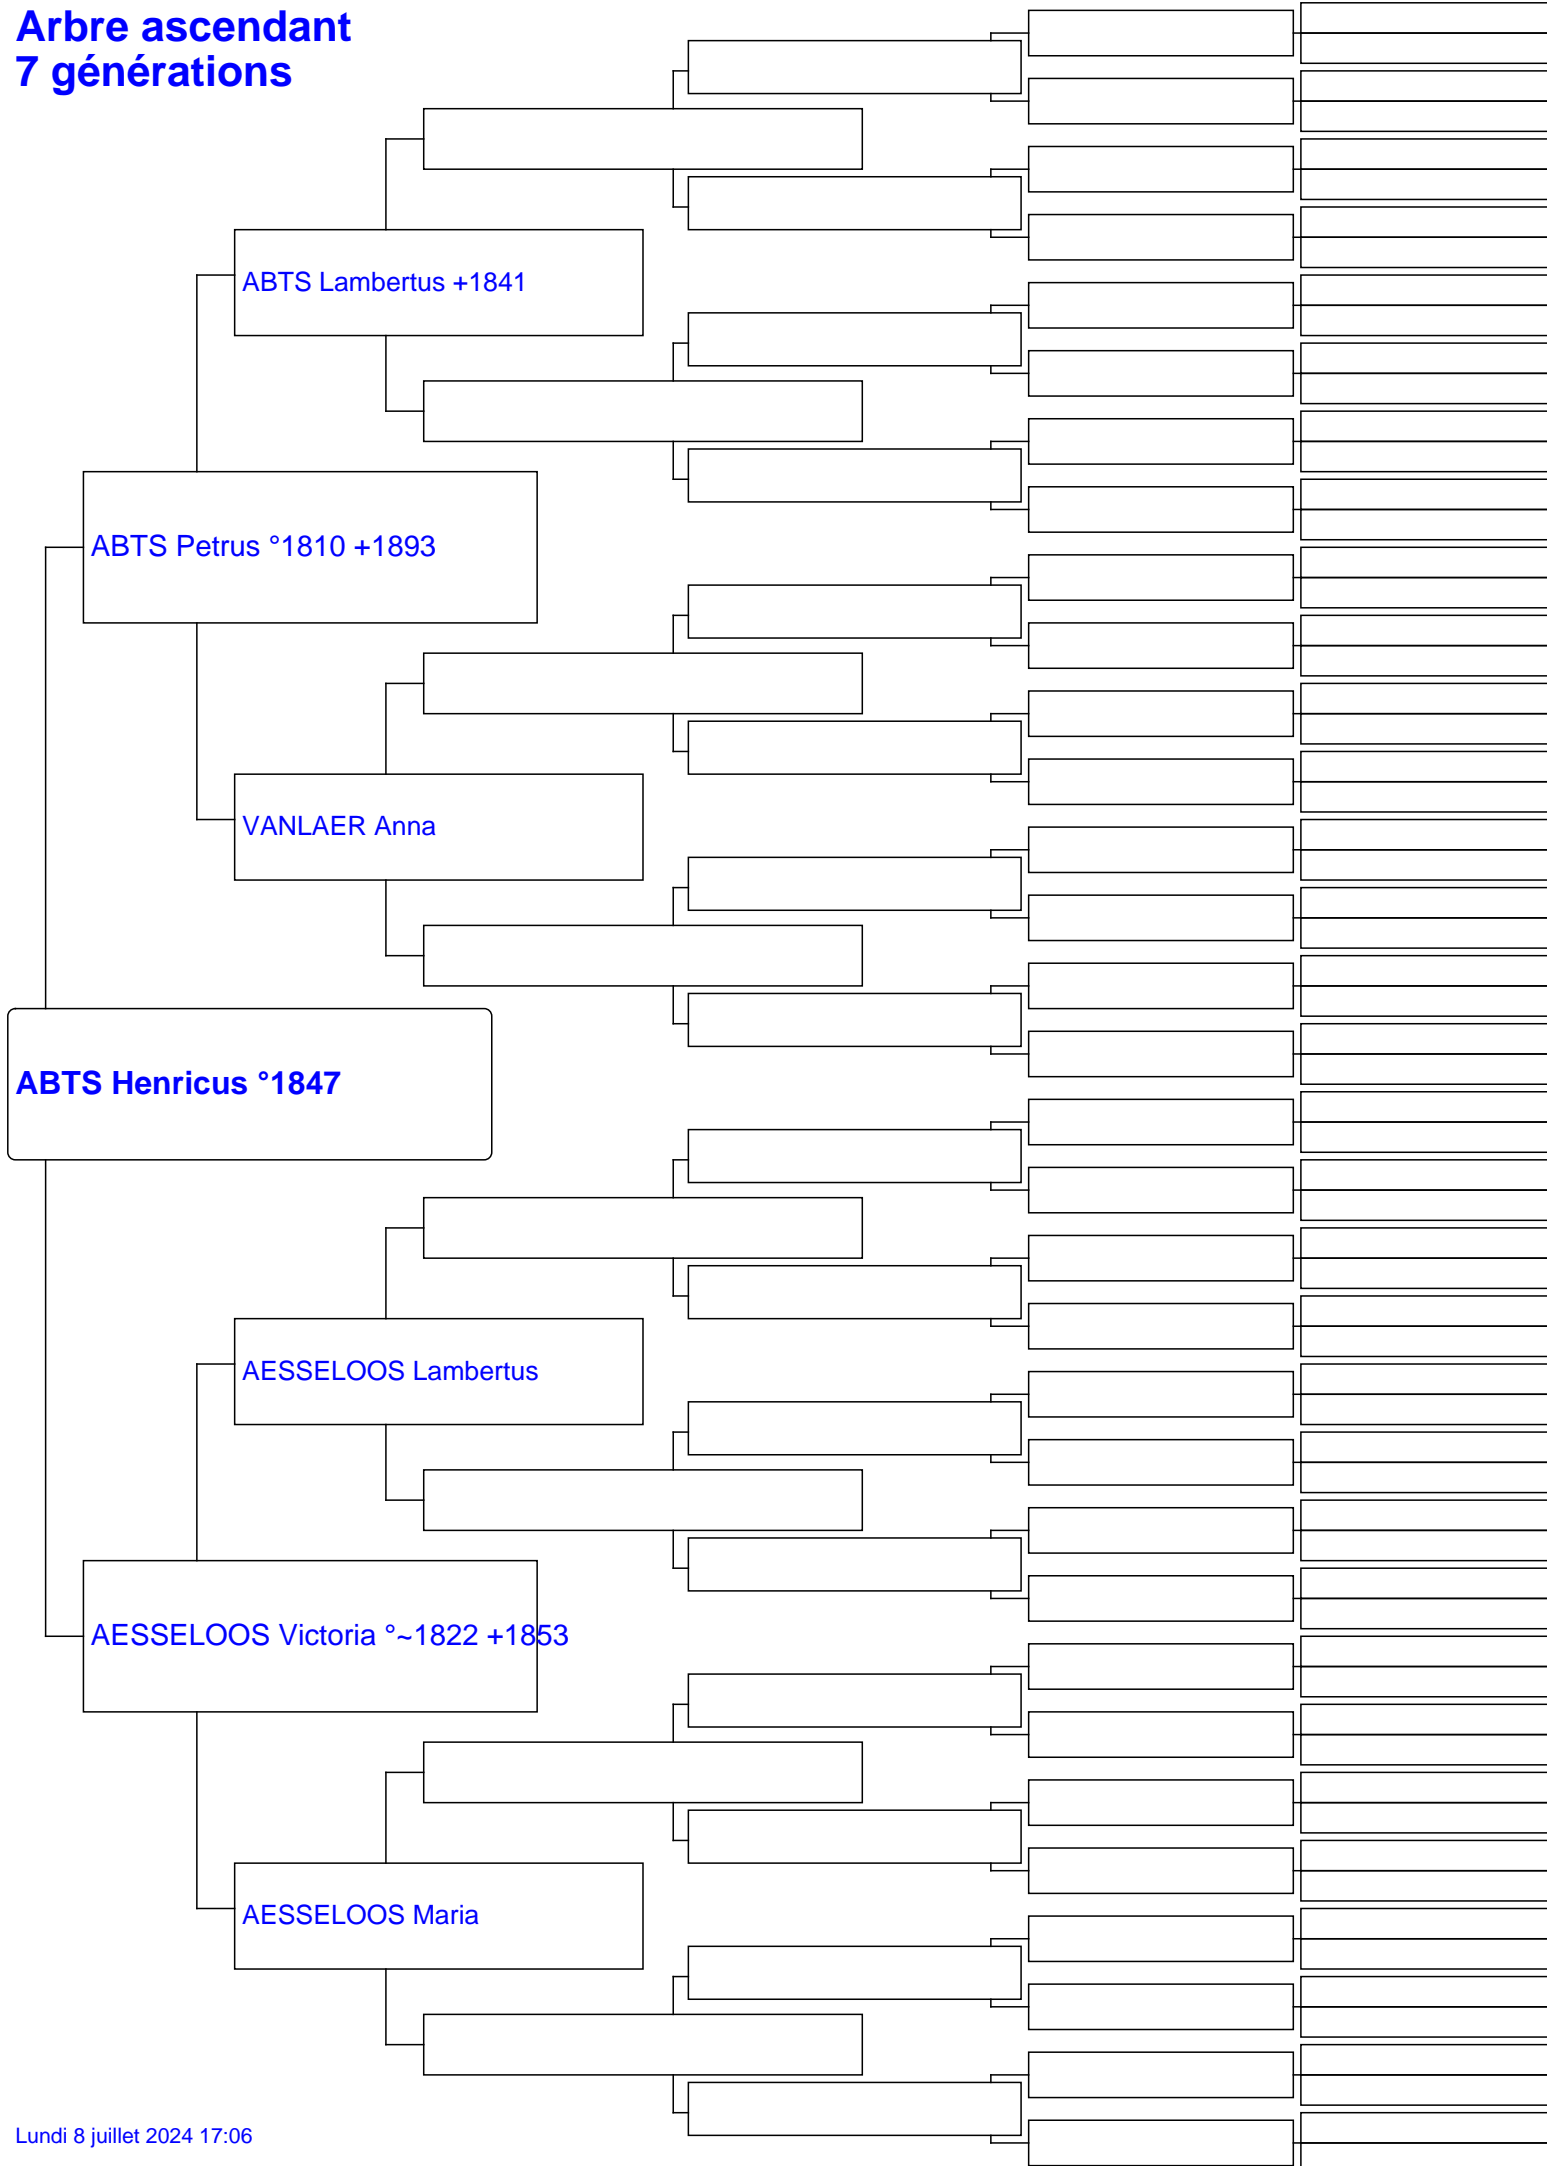 Arbre ascendant
7 générations
ABTS Lambertus +1841
ABTS Petrus °1810 +1893
VANLAER Anna
ABTS Henricus °1847
AESSELOOS Lambertus
AESSELOOS Victoria °~1822 +1853
AESSELOOS Maria
Lundi 8 juillet 2024 17:06